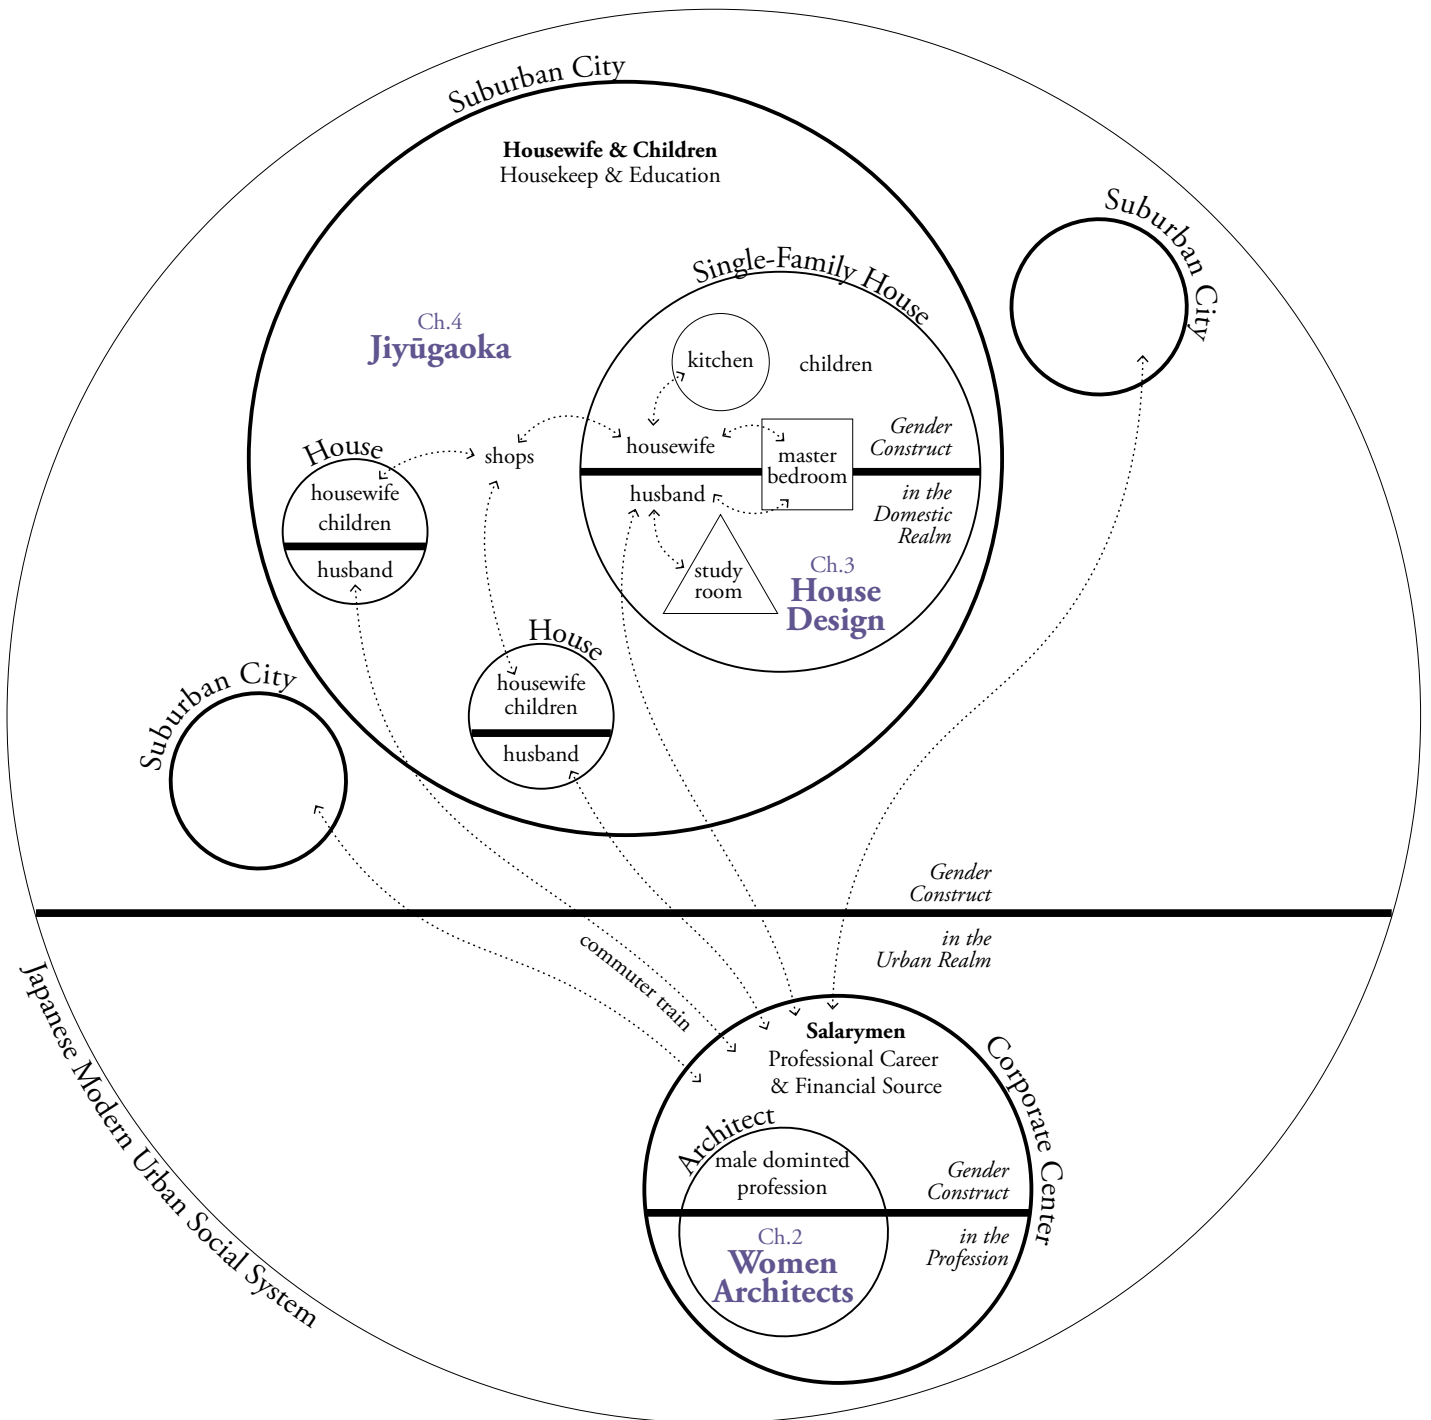 Suburban City
Housewife & Children
Housekeep & Education
Suburban City
Single-Family House
Ch.4
Jiyūgaoka
kitchen
children
Gender
Construct
housewife
master
bedroom
House
shops
housewife
children
husband
husband
in the
Domestic
Realm
study
room
Ch.3
House
Design
House
housewife
children
husband
Suburban City
Gender
Construct
in the
Urban Realm
commuter train
Japanese Modern Urban Social System
Salarymen
Professional Career
& Financial Source
Corporate Center
Architect
male dominted
profession
Gender
Construct
Ch.2
Women
Architects
in the
Profession